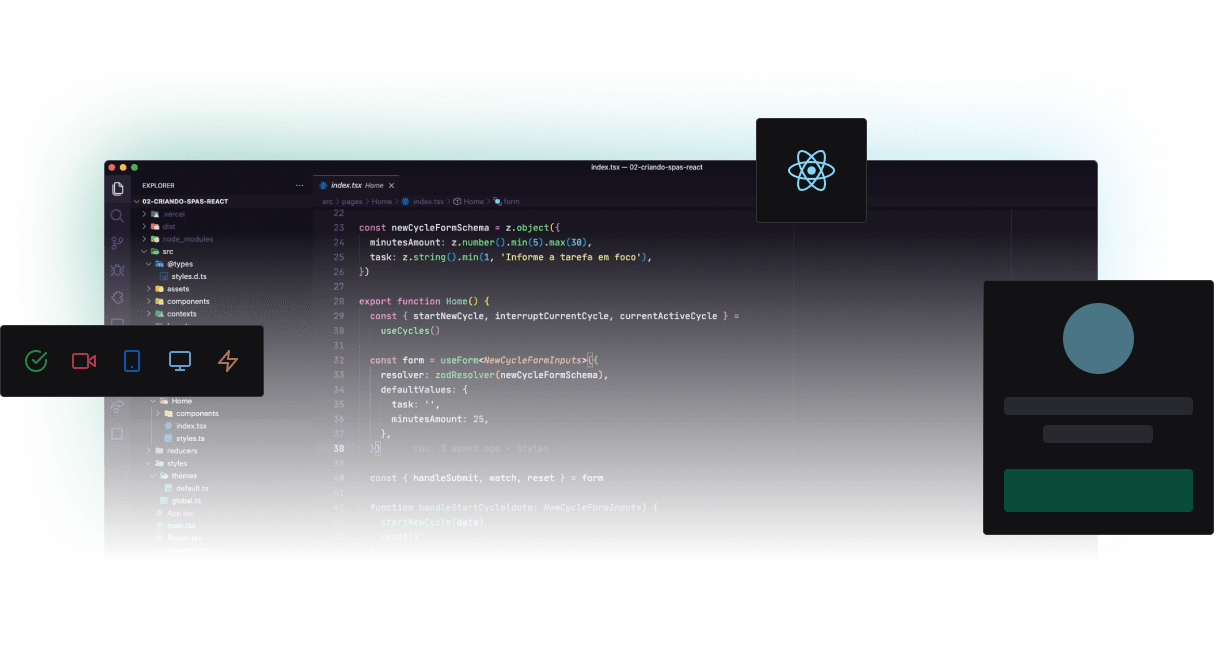 index.tsx — 02-criando-spas-react
EXPLORER ···
02-CRIANDO-SPAS-REACT
.vercel
dist
node_modules
src
@types
styles.d.ts
assets
components
contexts
Home
components
index.tsx
styles.ts
reducers
styles
themes
default.ts
global.ts
App.tsx
main.tsx
Router.tsx
index.tsx Home ×
src > pages > Home > index.tsx > Home > form
22
23 const newCycleFormSchema = z.object({
24 minutesAmount: z.number().min(5).max(30),
25 task: z.string().min(1, 'Informe a tarefa em foco'),
26 })
27
28 export function Home() {
29 const { startNewCycle, interruptCurrentCycle, currentActiveCycle } =
30 useCycles()
31
32 const form = useForm<NewCycleFormInputs>({
33 resolver: zodResolver(newCycleFormSchema),
34 defaultValues: {
35 task: '',
36 minutesAmount: 25,
37 },
38 }) You, 3 weeks ago • Styles
39
40 const { handleSubmit, watch, reset } = form
41
42 function handleStartCycle(data: NewCycleFormInputs) {
43 startNewCycle(data)
reset()